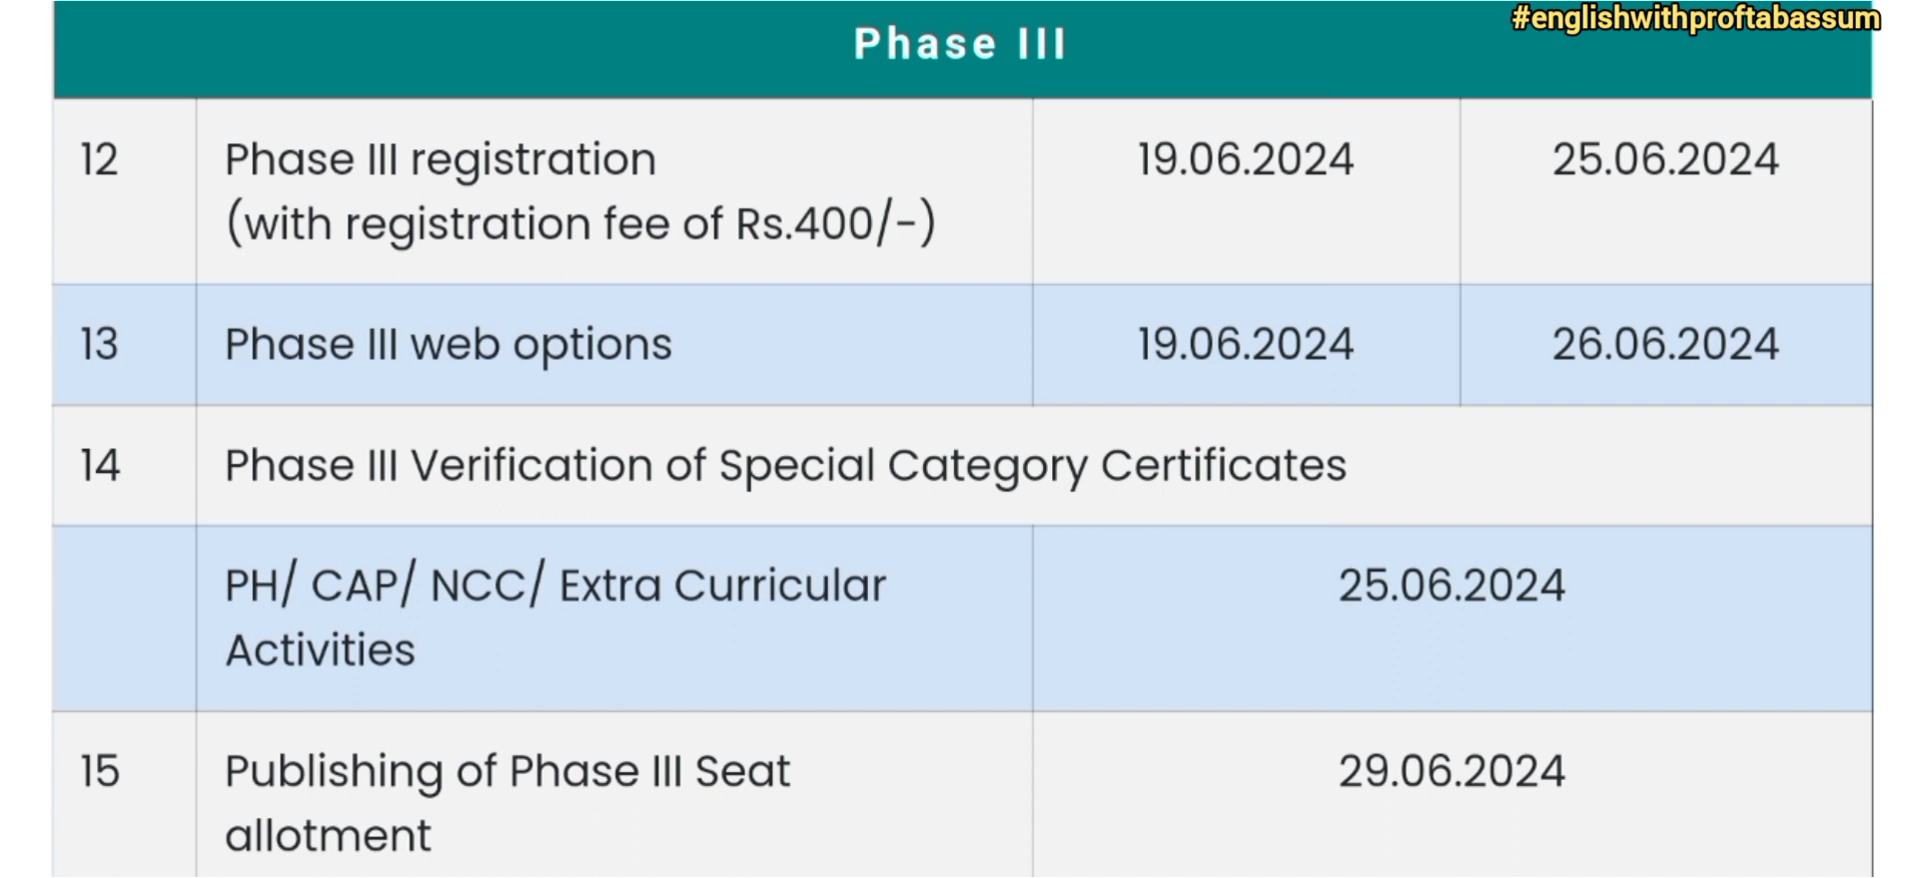 #englishwithproftabassum
Phase III
12 Phase III registration 19.06.2024 25.06.2024
(with registration fee of Rs.400/-)
13 Phase III web options 19.06.2024 26.06.2024
14 Phase III Verification of Special Category Certificates
PH/ CAP/ NCC/ Extra Curricular 25.06.2024
Activities
15 Publishing of Phase III Seat 29.06.2024
allotment